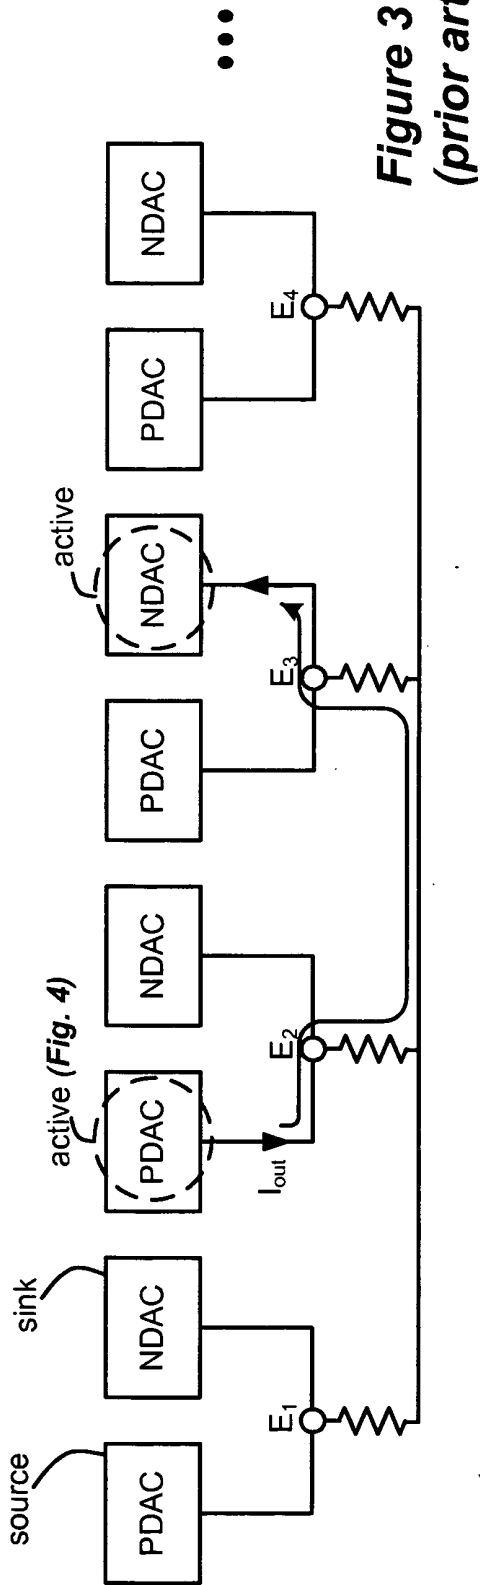 source
sink
active (Fig. 4)
active
PDAC
NDAC
PDAC
NDAC
PDAC
NDAC
PDAC
NDAC
Iout
E1
E2
E3
E4
Figure 3
(prior art